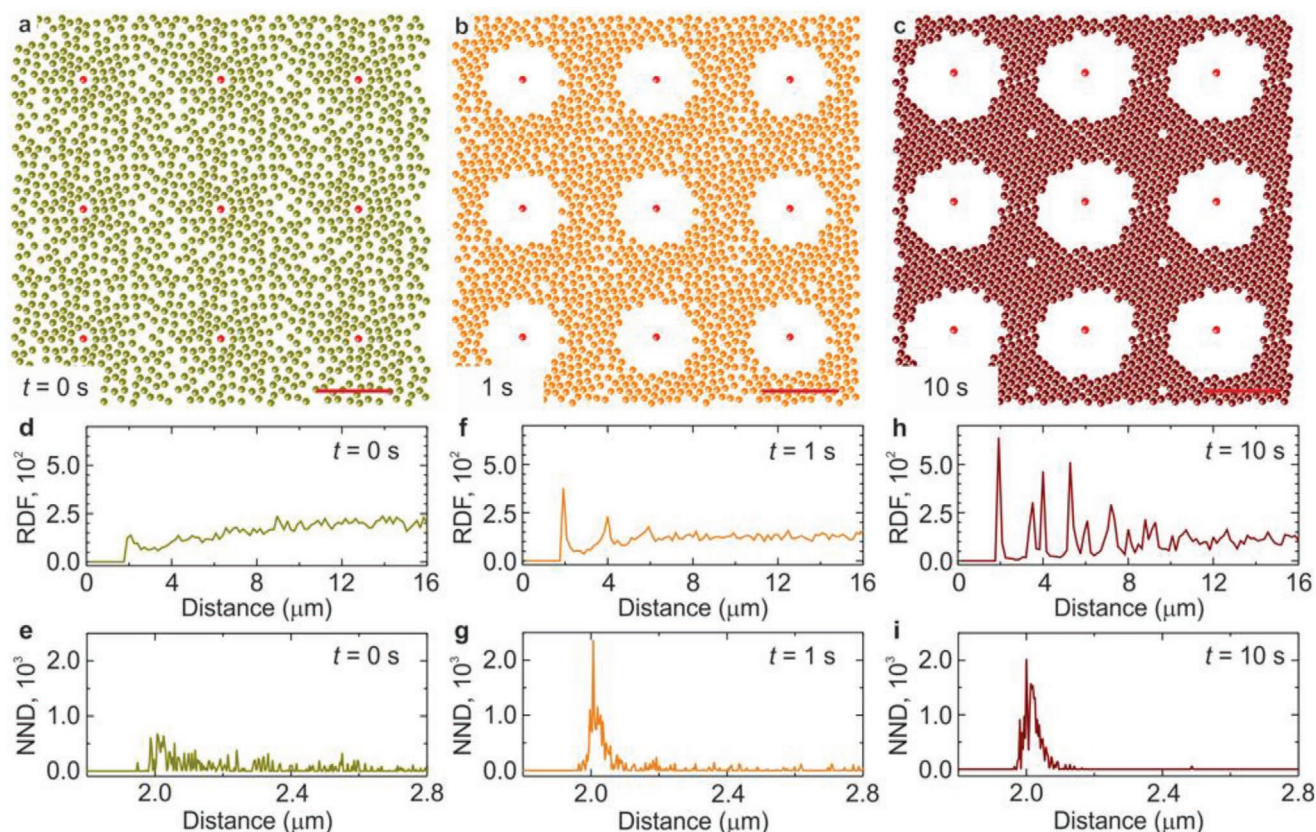 a
t = 0 s
b
1 s
c
10 s
d
t = 0 s
RDF, 10²
5.0
2.5
0.0
0 4 8 12 16
Distance (μm)
f
t = 1 s
RDF, 10²
5.0
2.5
0.0
0 4 8 12 16
Distance (μm)
h
t = 10 s
RDF, 10²
5.0
2.5
0.0
0 4 8 12 16
Distance (μm)
e
t = 0 s
NND, 10³
2.0
1.0
0.0
2.0 2.4 2.8
Distance (μm)
g
t = 1 s
NND, 10³
2.0
1.0
0.0
2.0 2.4 2.8
Distance (μm)
i
t = 10 s
NND, 10³
2.0
1.0
0.0
2.0 2.4 2.8
Distance (μm)